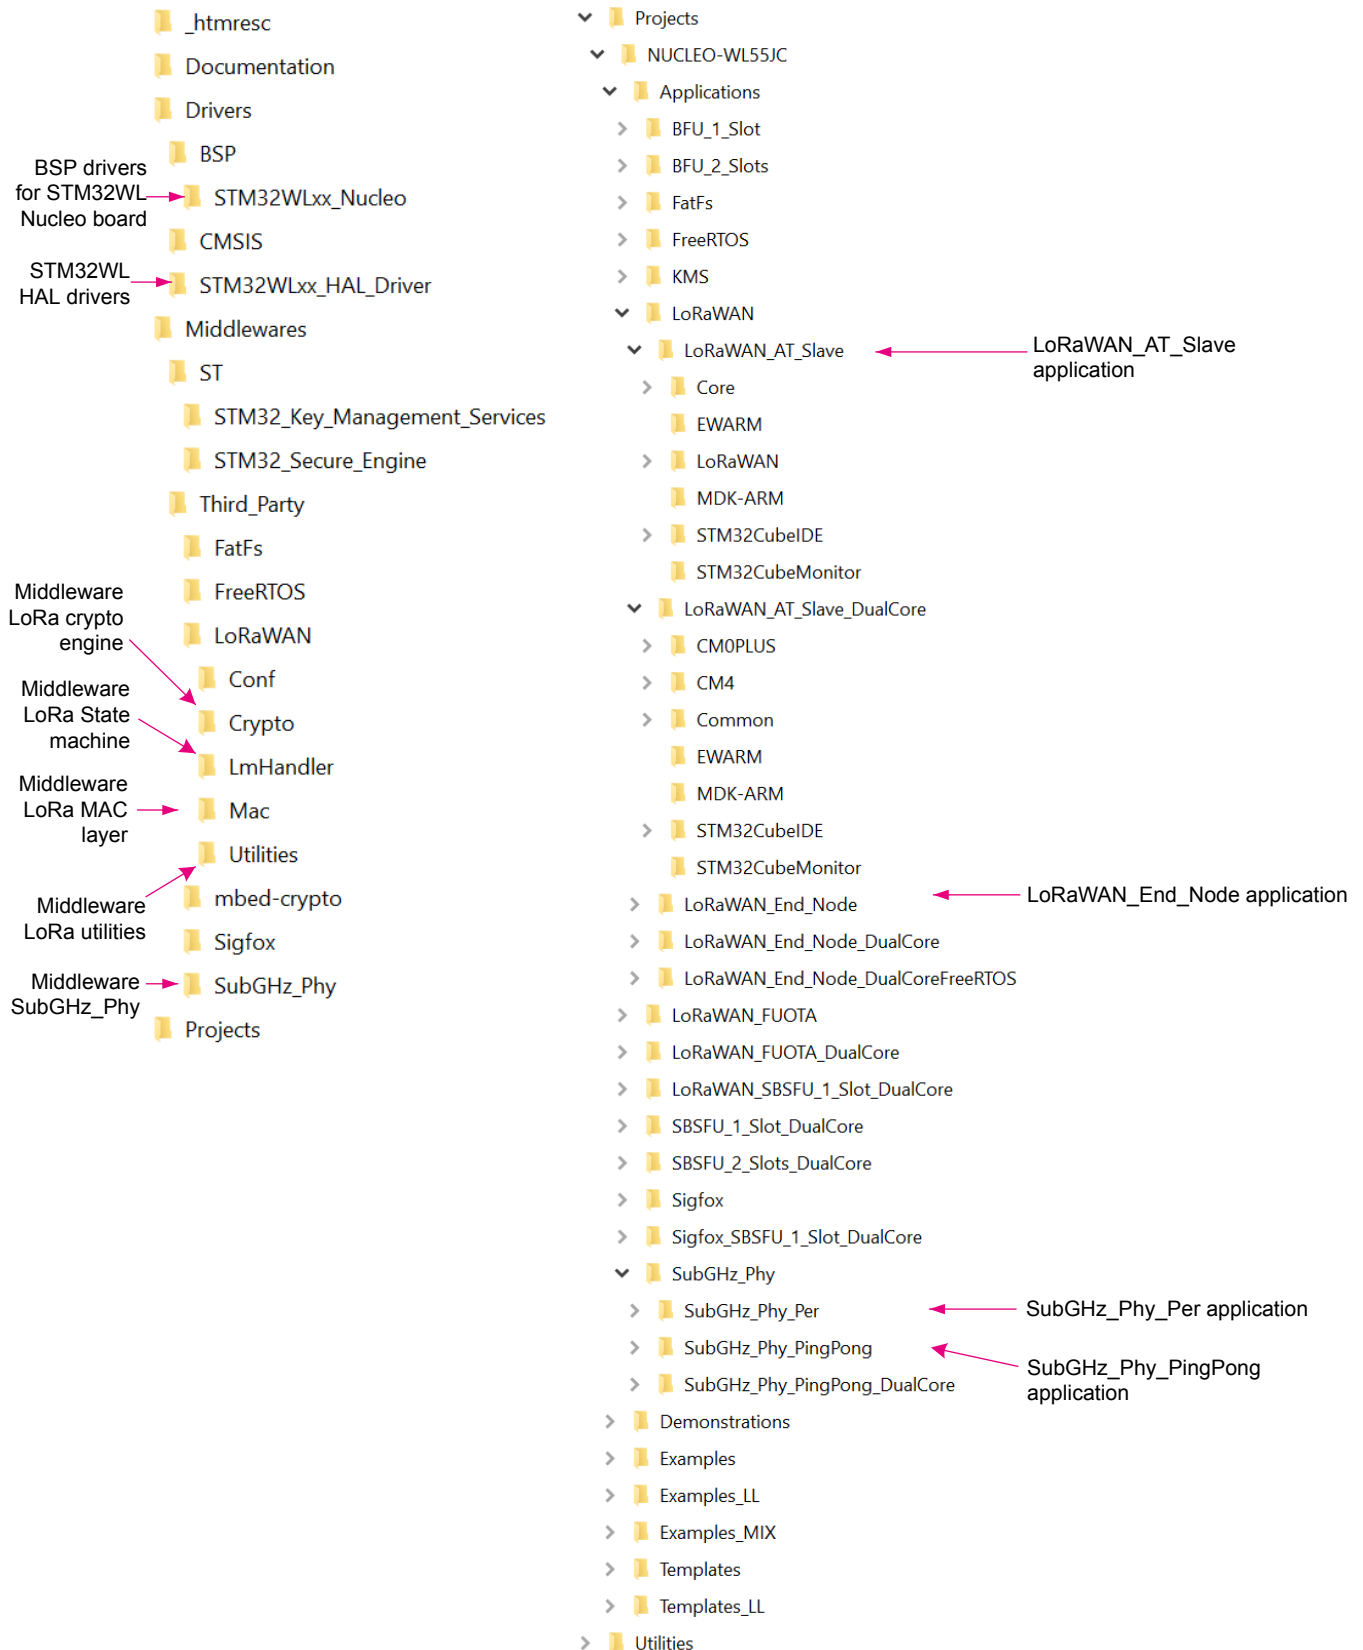 _htmresc
Documentation
Drivers
BSP
BSP drivers
for STM32WL
Nucleo board
STM32WLxx_Nucleo
CMSIS
STM32WL
HAL drivers
STM32WLxx_HAL_Driver
Middlewares
ST
STM32_Key_Management_Services
STM32_Secure_Engine
Third_Party
FatFs
FreeRTOS
LoRaWAN
Middleware
LoRa crypto
engine
Conf
Crypto
Middleware
LoRa State
machine
LmHandler
Middleware
LoRa MAC
layer
Mac
Utilities
Middleware
LoRa utilities
mbed-crypto
Sigfox
Middleware
SubGHz_Phy
SubGHz_Phy
Projects
Projects
NUCLEO-WL55JC
Applications
BFU_1_Slot
BFU_2_Slots
FatFs
FreeRTOS
KMS
LoRaWAN
LoRaWAN_AT_Slave
LoRaWAN_AT_Slave
application
Core
EWARM
LoRaWAN
MDK-ARM
STM32CubeIDE
STM32CubeMonitor
LoRaWAN_AT_Slave_DualCore
CM0PLUS
CM4
Common
EWARM
MDK-ARM
STM32CubeIDE
STM32CubeMonitor
LoRaWAN_End_Node
LoRaWAN_End_Node application
LoRaWAN_End_Node_DualCore
LoRaWAN_End_Node_DualCoreFreeRTOS
LoRaWAN_FUOTA
LoRaWAN_FUOTA_DualCore
LoRaWAN_SBSFU_1_Slot_DualCore
SBSFU_1_Slot_DualCore
SBSFU_2_Slots_DualCore
Sigfox
Sigfox_SBSFU_1_Slot_DualCore
SubGHz_Phy
SubGHz_Phy_Per
SubGHz_Phy_Per application
SubGHz_Phy_PingPong
SubGHz_Phy_PingPong
application
SubGHz_Phy_PingPong_DualCore
Demonstrations
Examples
Examples_LL
Examples_MIX
Templates
Templates_LL
Utilities